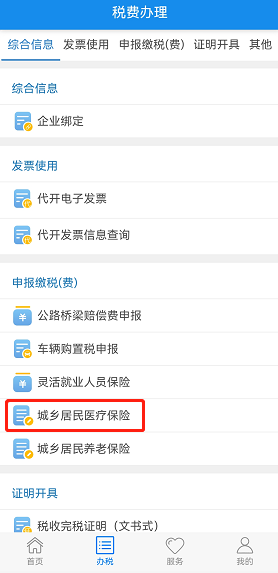 税费办理
综合信息 发票使用 申报缴税(费) 证明开具 其他
综合信息
企业绑定
发票使用
代开电子发票
代开发票信息查询
申报缴税(费)
公路桥梁赔偿费申报
车辆购置税申报
灵活就业人员保险
城乡居民医疗保险
城乡居民养老保险
证明开具
税收完税证明（文书式）
首页 办税 服务 我的